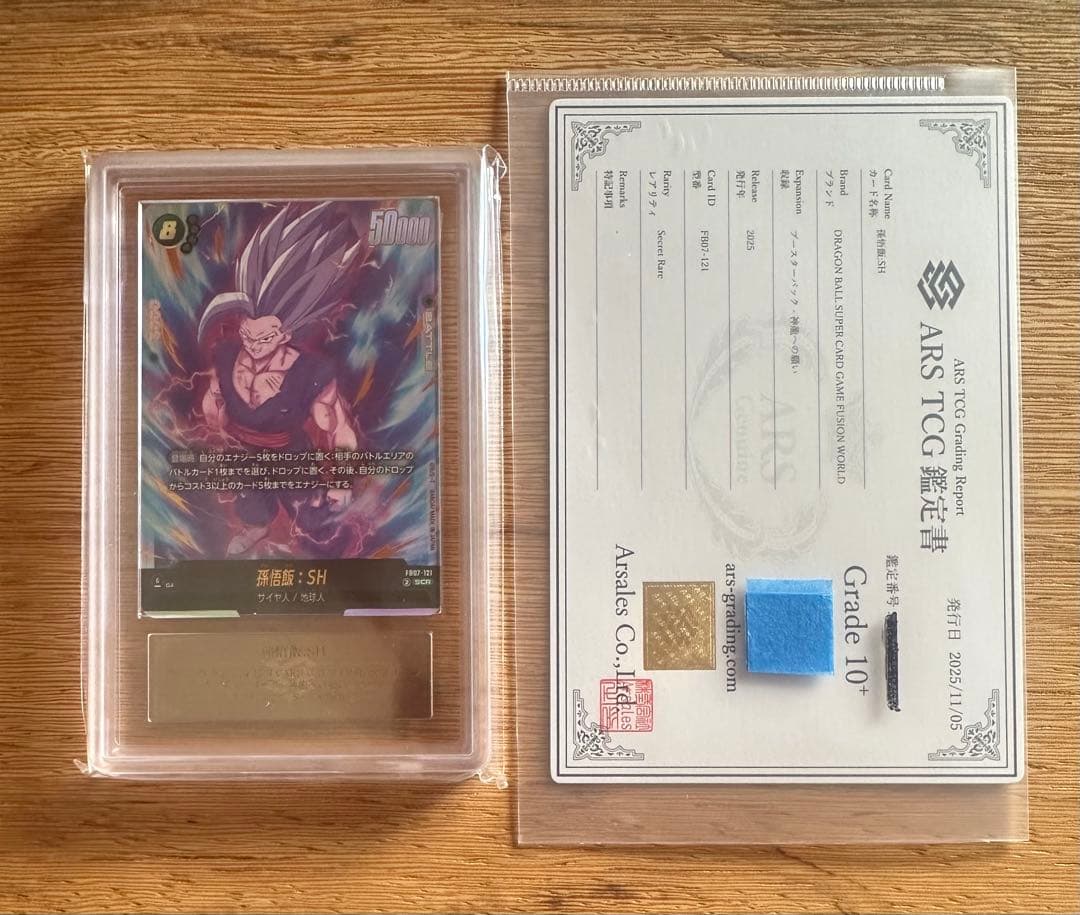 8
50000
BATTLE
登場時 自分のエナジー5枚をドロップに置く:相手のバトルエリアの
バトルカード1枚までを選び、ドロップに置く。その後、自分のドロップ
からコスト3以上のカード5枚までをエナジーにする。
FB07-121
孫悟飯:SH
SCR
サイヤ人 / 地球人
ARS TCG Grading Report
ARS TCG 鑑定書
発行日 2025/11/05
鑑定番号
Grade 10+
Card Name
カード名称 孫悟飯:SH
Brand
ブランド DRAGON BALL SUPER CARD GAME FUSION WORLD
Expansion
収録 ブースターパック - 神龍への願い
Release
発行年 2025
Card ID
型番 FB07-121
Rarity
レアリティ Secret Rare
Remarks
特記事項 -
ARS
Genuine
ars-grading.com
Arsales Co.,Ltd.